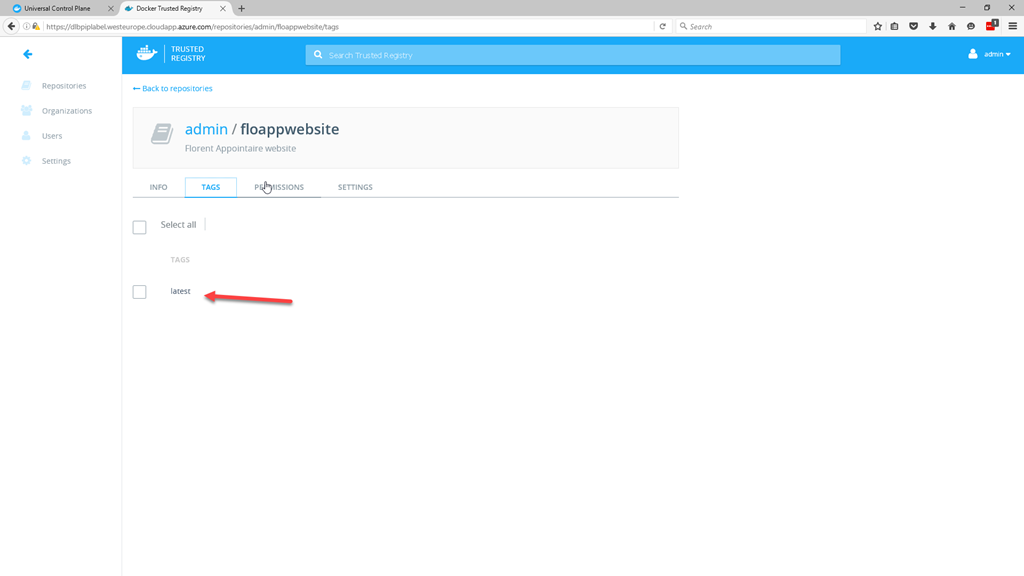 Universal Control Plane
Docker Trusted Registry
https://dlbpiplabel.westeurope.cloudapp.azure.com/repositories/admin/floappwebsite/tags
Search
1
TRUSTED
REGISTRY
Search Trusted Registry
admin
Repositories
Organizations
Users
Settings
Back to repositories
admin / floappwebsite
Florent Appointaire website
INFO
TAGS
PERMISSIONS
SETTINGS
Select all
TAGS
latest